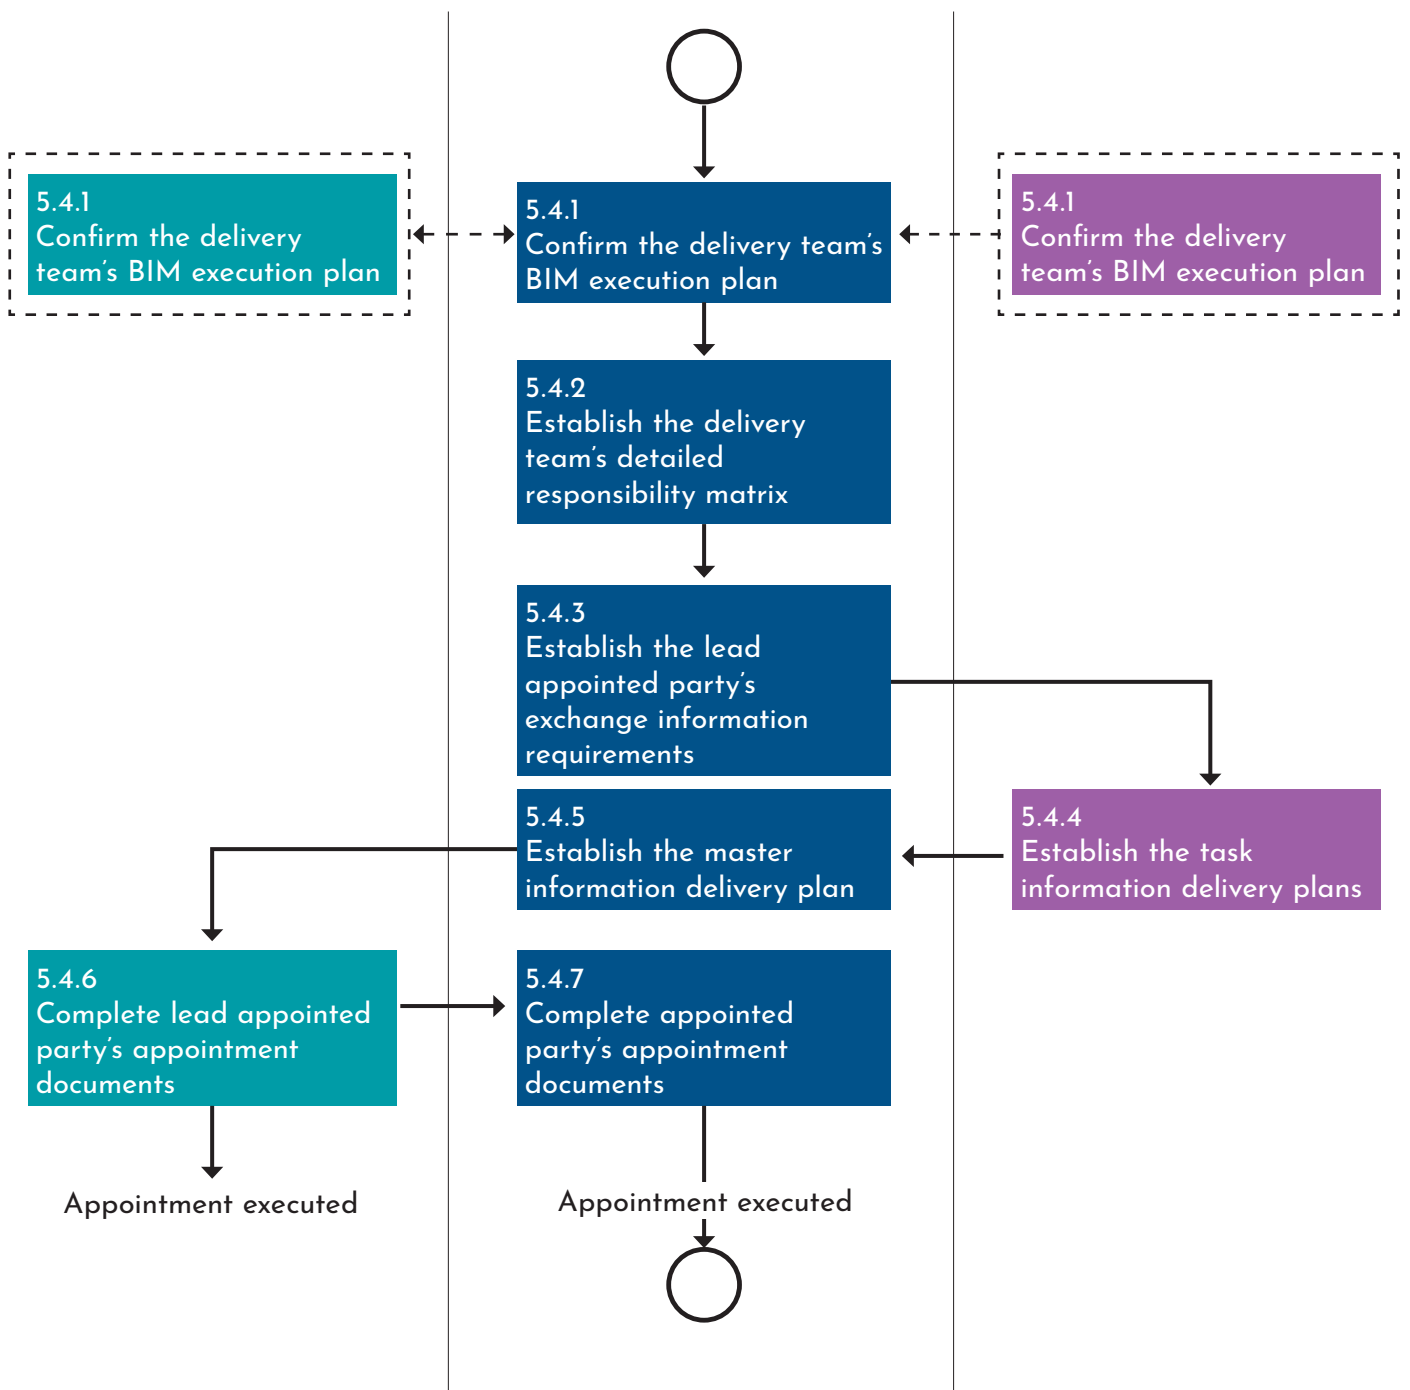 5.4.1
Confirm the delivery
team's BIM execution plan
5.4.1
Confirm the delivery team's
BIM execution plan
5.4.1
Confirm the delivery
team's BIM execution plan
5.4.2
Establish the delivery
team's detailed
responsibility matrix
5.4.3
Establish the lead
appointed party's
exchange information
requirements
5.4.5
Establish the master
information delivery plan
5.4.4
Establish the task
information delivery plans
5.4.6
Complete lead appointed
party's appointment
documents
5.4.7
Complete appointed
party's appointment
documents
Appointment executed
Appointment executed